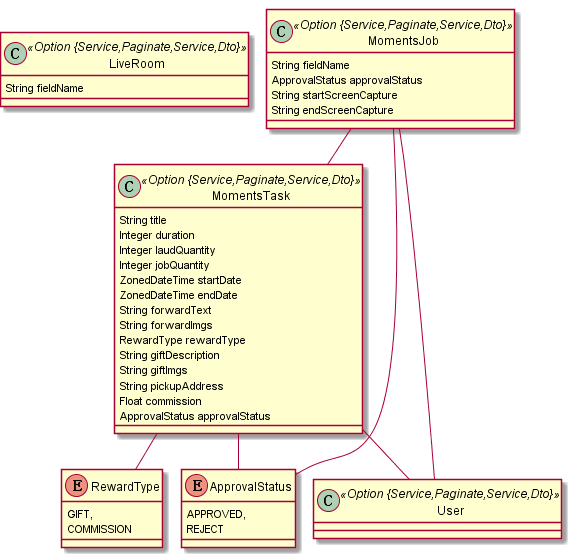 C «Option {Service,Paginate,Service,Dto}»
LiveRoom
String fieldName
C «Option {Service,Paginate,Service,Dto}»
MomentsJob
String fieldName
ApprovalStatus approvalStatus
String startScreenCapture
String endScreenCapture
C «Option {Service,Paginate,Service,Dto}»
MomentsTask
String title
Integer duration
Integer laudQuantity
Integer jobQuantity
ZonedDateTime startDate
ZonedDateTime endDate
String forwardText
String forwardImgs
RewardType rewardType
String giftDescription
String giftImgs
String pickupAddress
Float commission
ApprovalStatus approvalStatus
E RewardType
GIFT,
COMMISSION
E ApprovalStatus
APPROVED,
REJECT
C «Option {Service,Paginate,Service,Dto}»
User